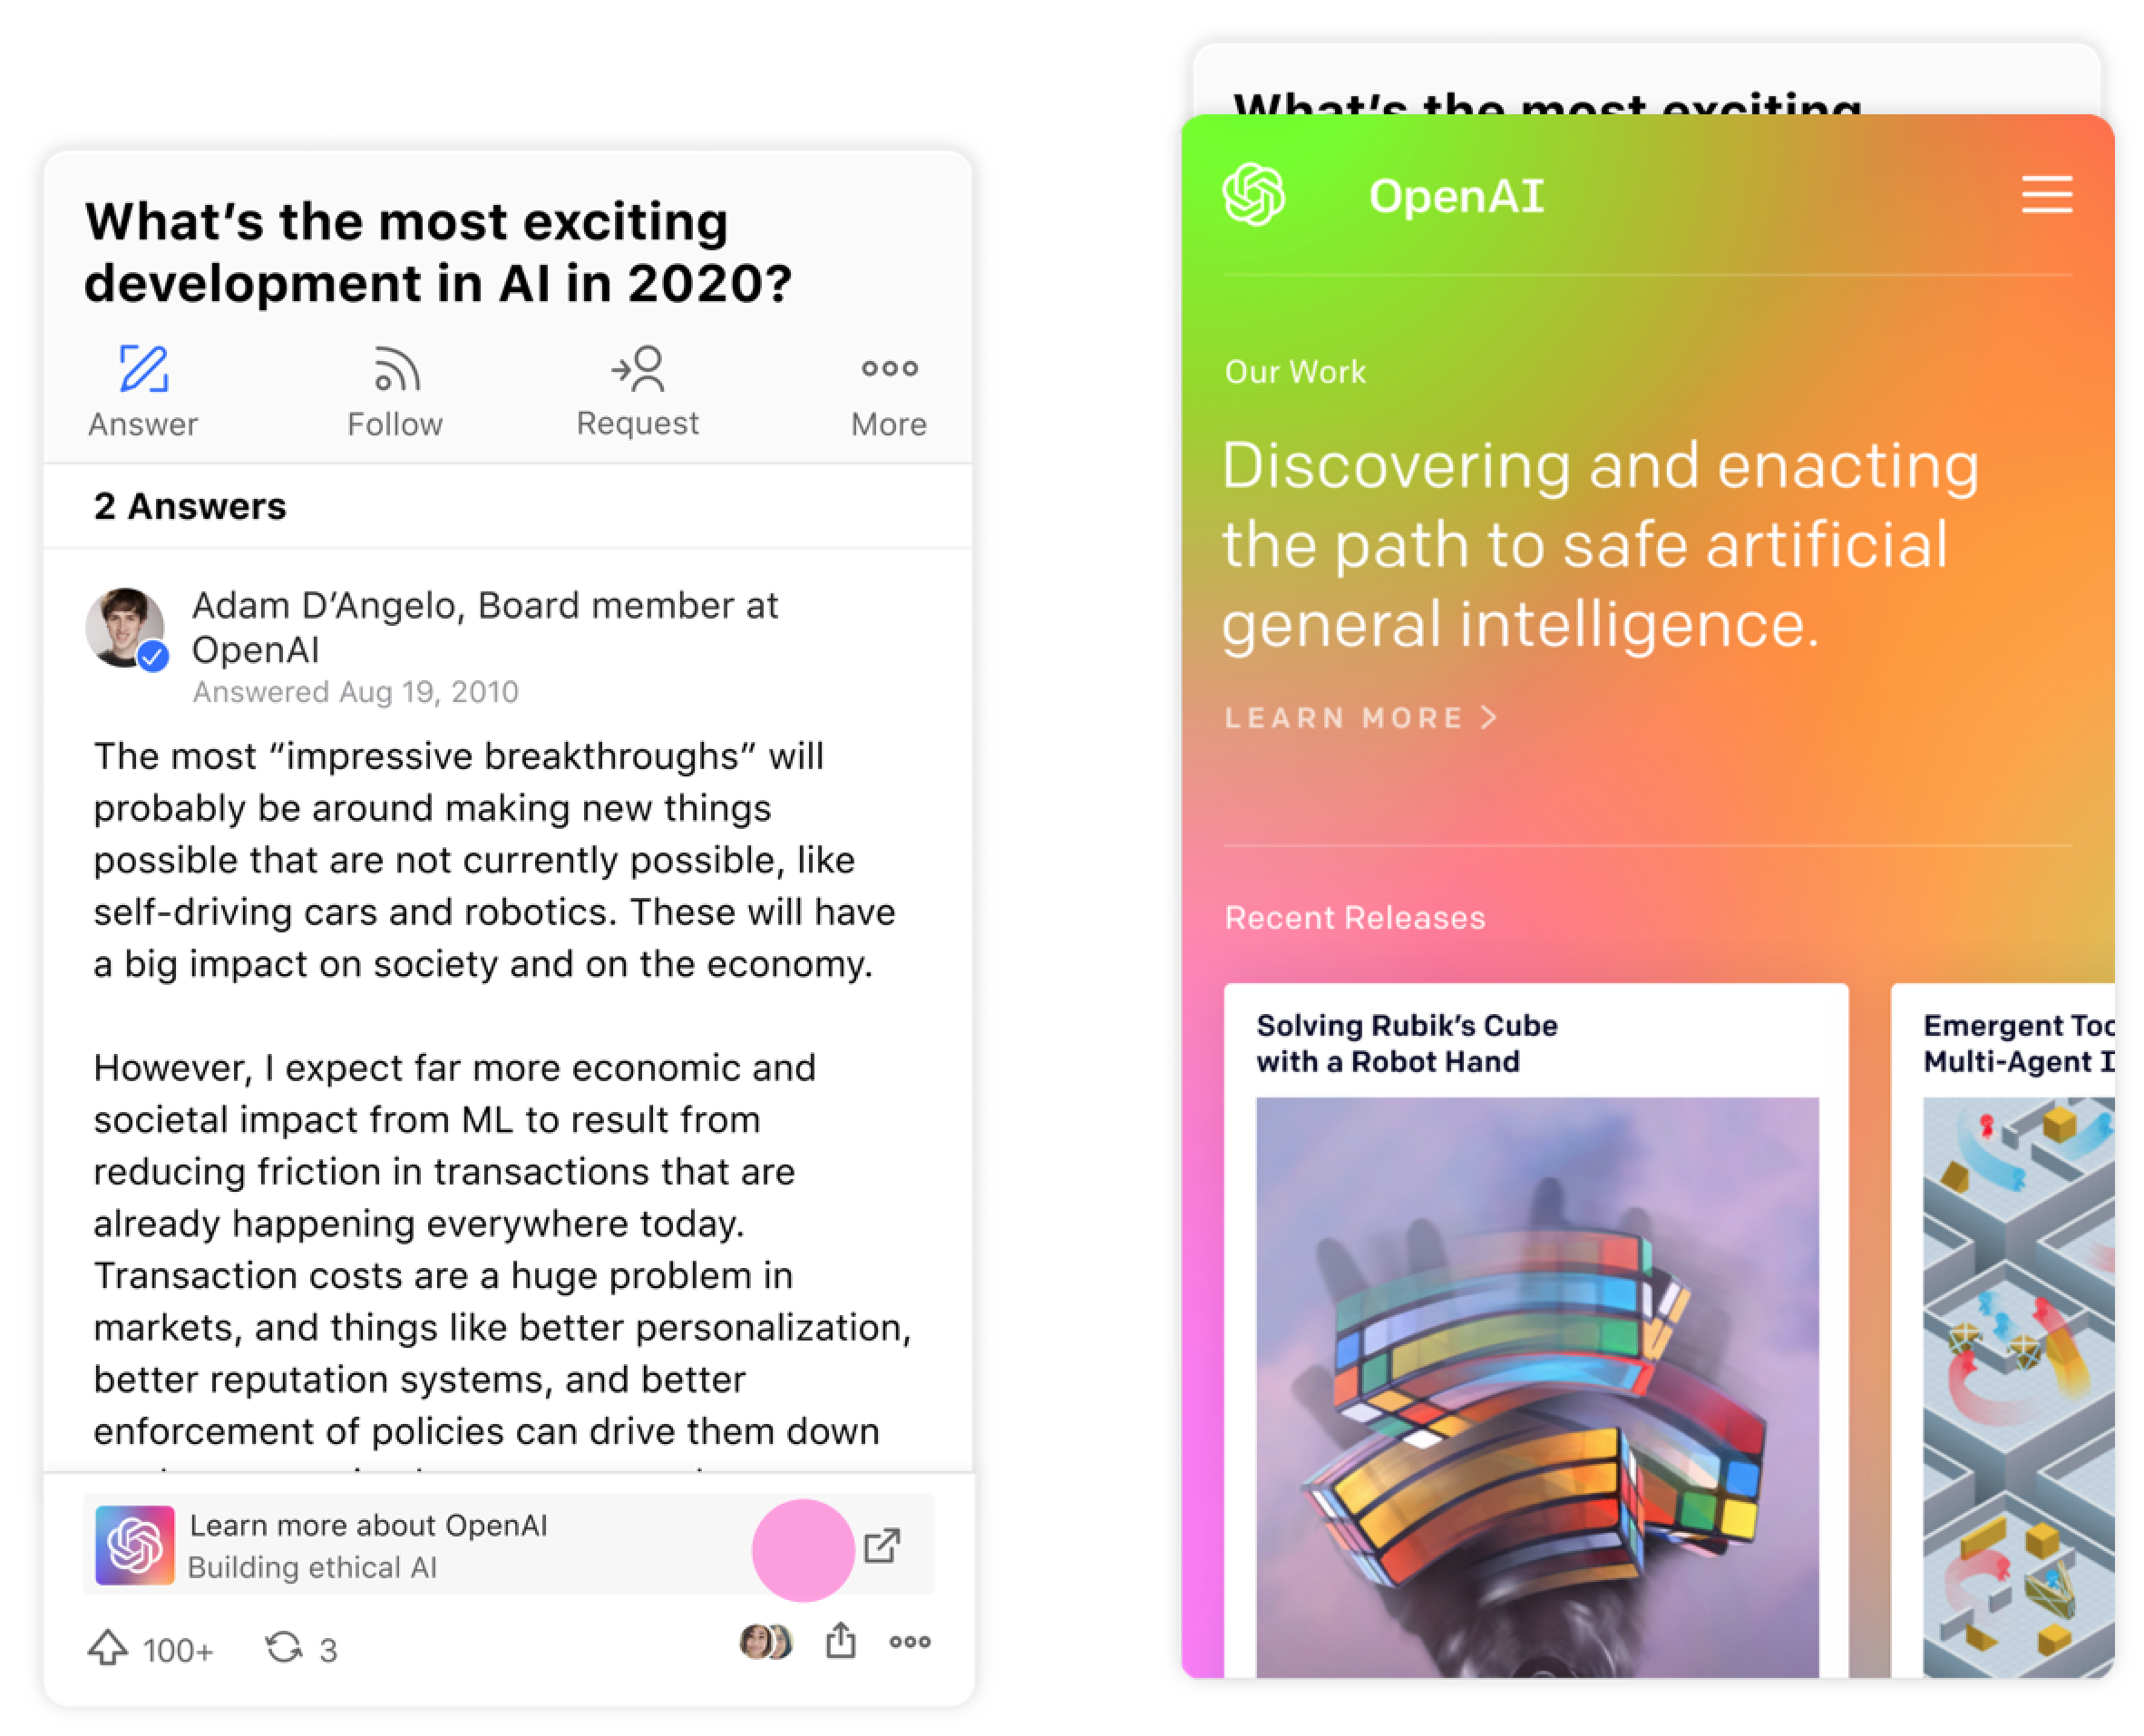 What's the most exciting
development in AI in 2020?
Answer
Follow
Request
More
2 Answers
Adam D'Angelo, Board member at
OpenAI
Answered Aug 19, 2010
The most “impressive breakthroughs” will
probably be around making new things
possible that are not currently possible, like
self-driving cars and robotics. These will have
a big impact on society and on the economy.
However, I expect far more economic and
societal impact from ML to result from
reducing friction in transactions that are
already happening everywhere today.
Transaction costs are a huge problem in
markets, and things like better personalization,
better reputation systems, and better
enforcement of policies can drive them down
Learn more about OpenAI
Building ethical AI
100+
3
What's the most exciting
OpenAI
Our Work
Discovering and enacting
the path to safe artificial
general intelligence.
LEARN MORE >
Recent Releases
Solving Rubik's Cube
with a Robot Hand
Emergent
Multi-Agent